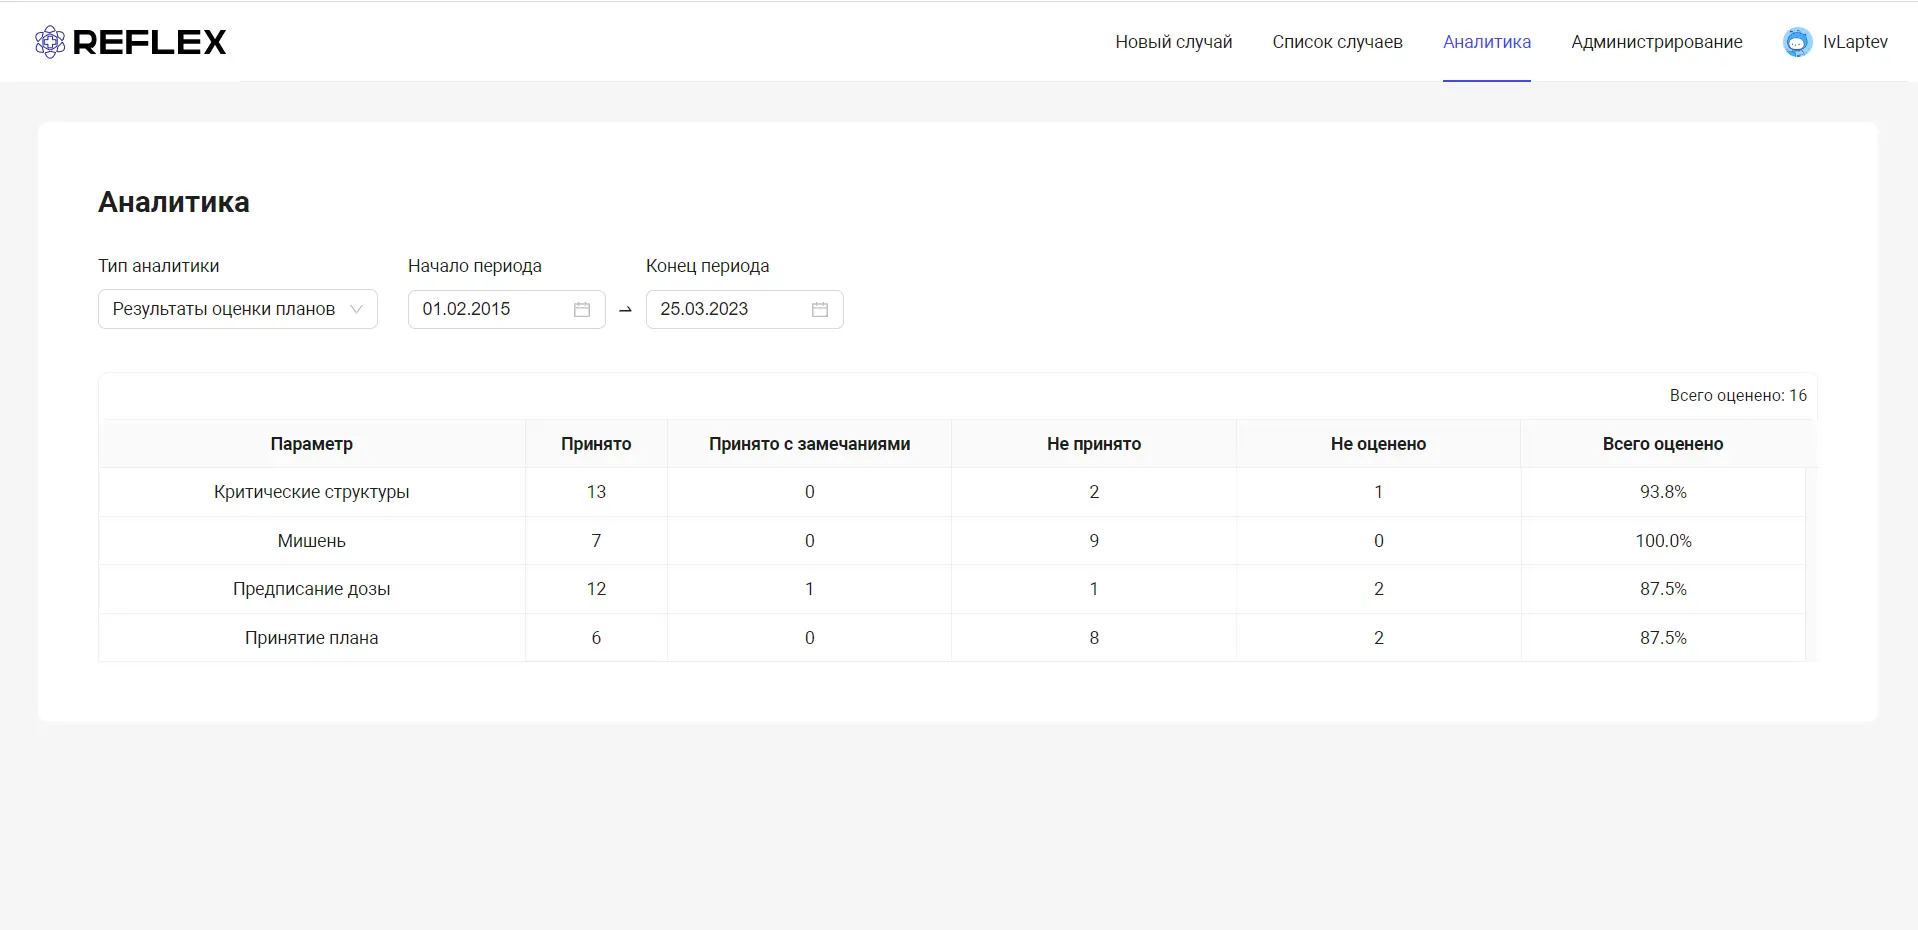 REFLEX
Новый случай Список случаев Аналитика Администрирование IvLaptev
Аналитика
Тип аналитики Начало периода Конец периода
Результаты оценки планов 01.02.2015 → 25.03.2023
Всего оценено: 16
Параметр Принято Принято с замечаниями Не принято Не оценено Всего оценено
Критические структуры 13 0 2 1 93.8%
Мишень 7 0 9 0 100.0%
Предписание дозы 12 1 1 2 87.5%
Принятие плана 6 0 8 2 87.5%